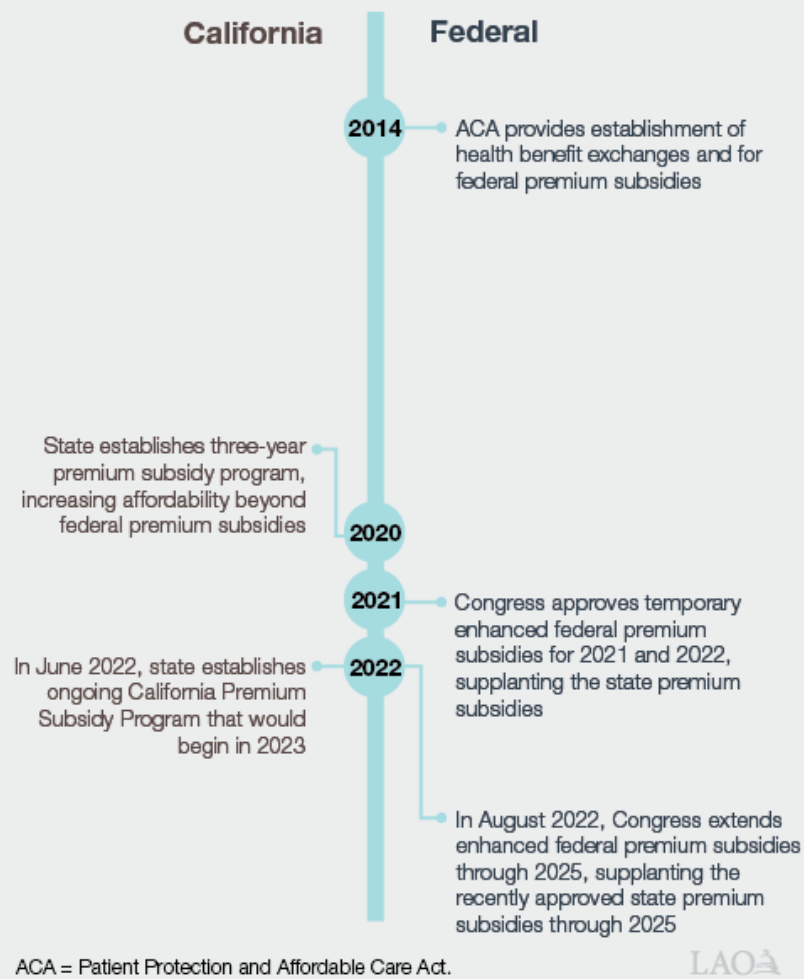 California
Federal
2014
ACA provides establishment of
health benefit exchanges and for
federal premium subsidies
State establishes three-year
premium subsidy program,
increasing affordability beyond
federal premium subsidies
2020
2021
Congress approves temporary
enhanced federal premium
subsidies for 2021 and 2022,
supplanting the state premium
subsidies
In June 2022, state establishes
ongoing California Premium
Subsidy Program that would
begin in 2023
2022
In August 2022, Congress extends
enhanced federal premium subsidies
through 2025, supplanting the
recently approved state premium
subsidies through 2025
ACA = Patient Protection and Affordable Care Act.
LAO